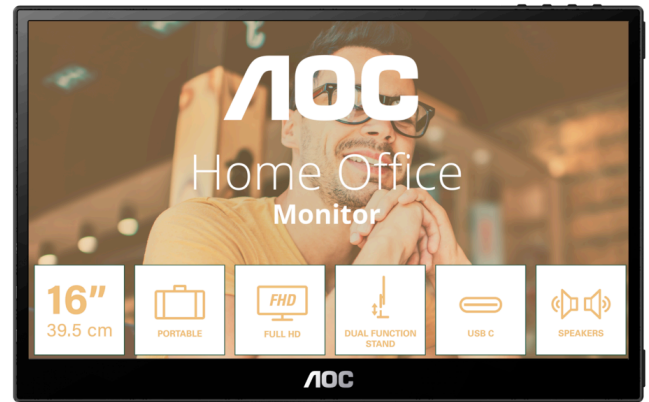 AOC
Home Office
Monitor
16”
39.5 cm
PORTABLE
FHD
FULL HD
DUAL FUNCTION
STAND
USB C
SPEAKERS
AOC